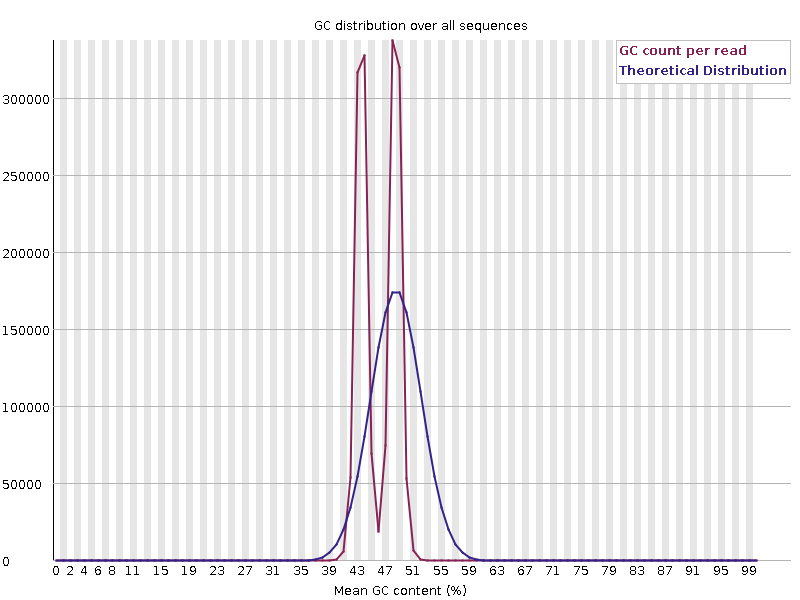 GC distribution over all sequences
GC count per read
Theoretical Distribution
300000
250000
200000
150000
100000
50000
0
0 2 4 6 8 11 15 19 23 27 31 35 39 43 47 51 55 59 63 67 71 75 79 83 87 91 95 99
Mean GC content (%)